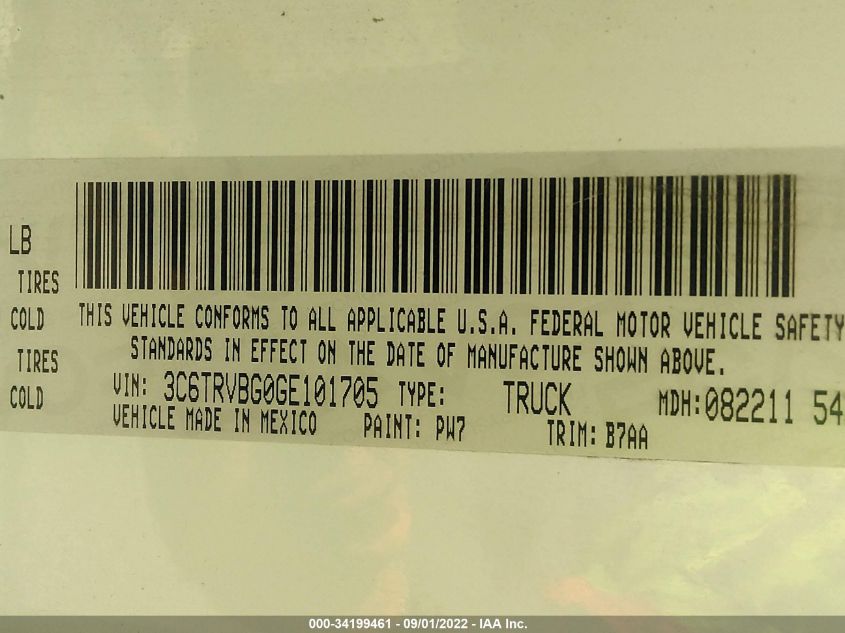 LB
TIRES
COLD
TIRES
COLD
THIS VEHICLE CONFORMS TO ALL APPLICABLE U.S.A. FEDERAL MOTOR VEHICLE SAFETY
STANDARDS IN EFFECT ON THE DATE OF MANUFACTURE SHOWN ABOVE.
VIN: 3C6TRVBG0GE101705 TYPE: TRUCK MDH:082211 54
VEHICLE MADE IN MEXICO PAINT: PW7 TRIM: B7AA
000-34199461 - 09/01/2022 - IAA Inc.